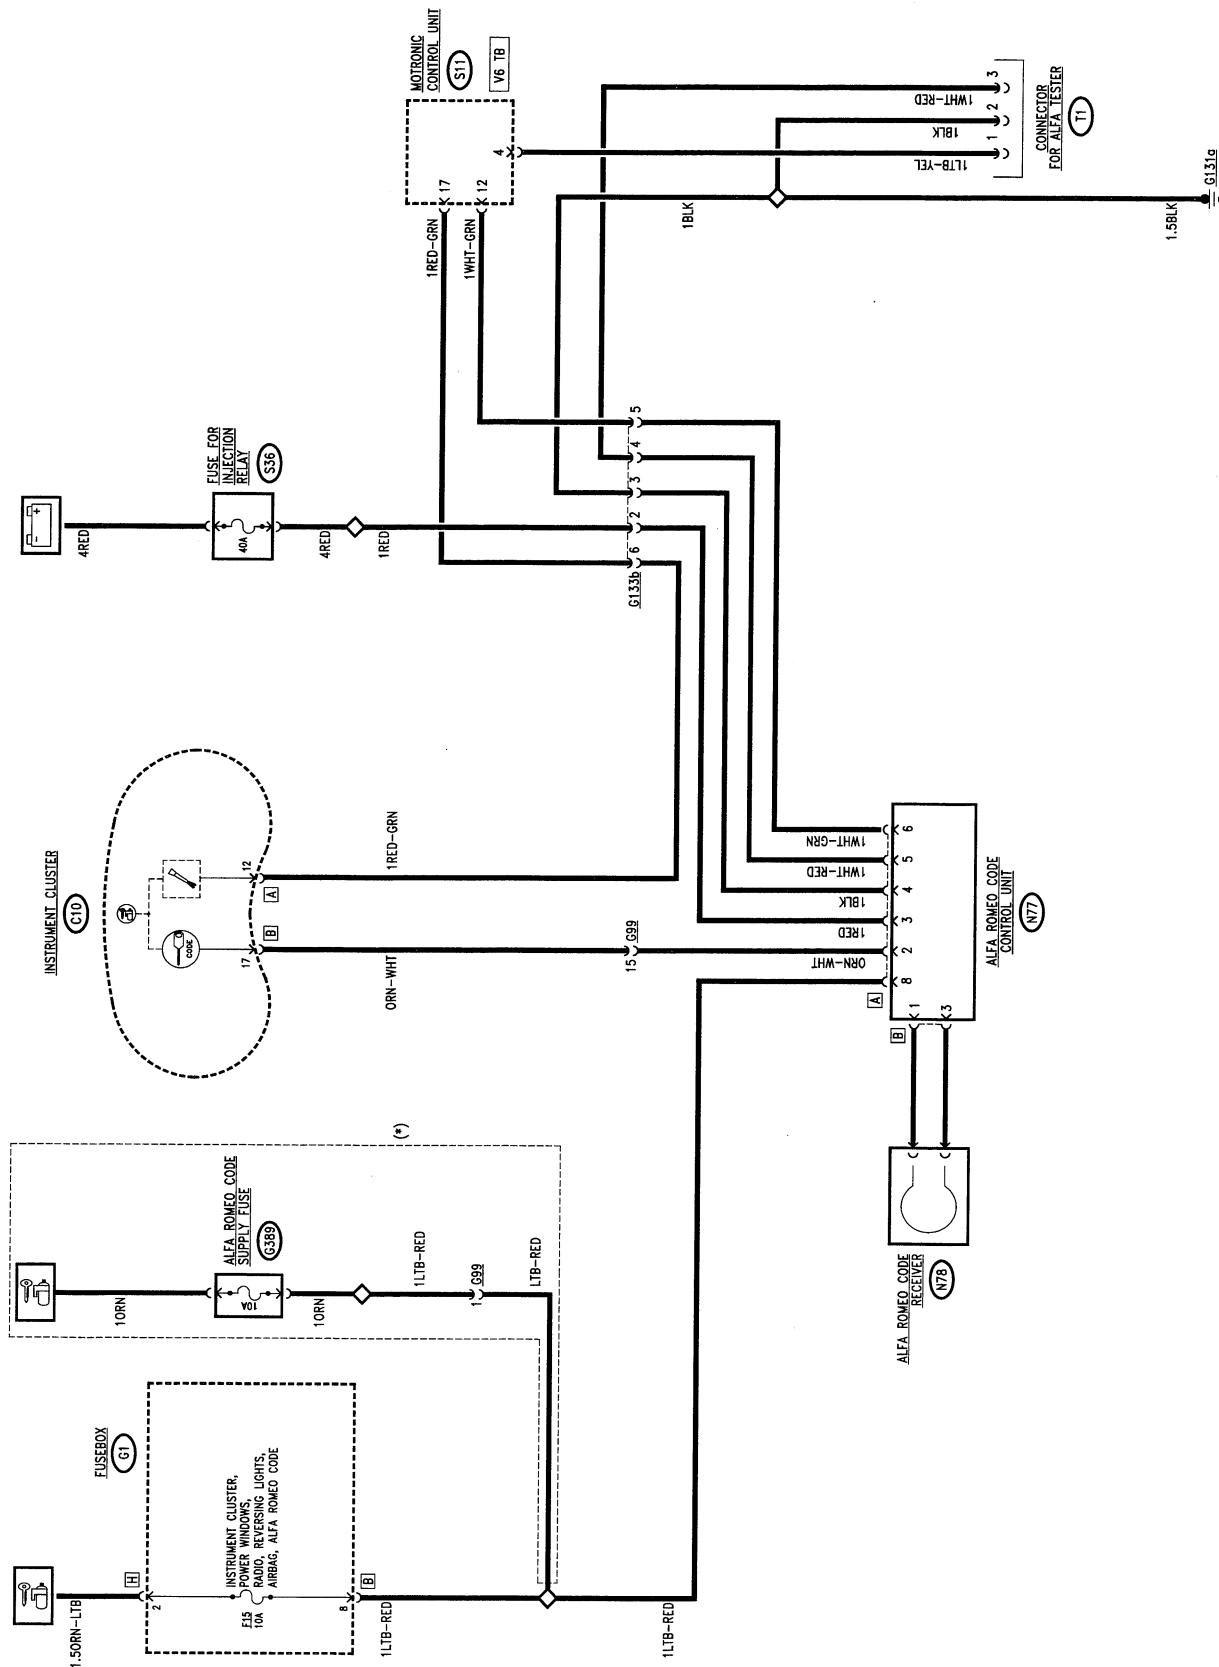 FUSEBOX
G1
1.5ORN-LTB
H
2
INSTRUMENT CLUSTER,
POWER WINDOWS,
RADIO, REVERSING LIGHTS,
AIRBAG, ALFA ROMEO CODE
F15
10A
8
B
1LTB-RED
1LTB-RED
1ORN
ALFA ROMEO CODE
SUPPLY FUSE
G389
10A
1ORN
1LTB-RED
1
G99
LTB-RED
(*)
INSTRUMENT CLUSTER
C10
CODE
17
B
12
A
ORN-WHT
1RED-GRN
15
G99
- +
4RED
FUSE FOR
INJECTION
RELAY
S36
40A
4RED
1RED
G133b
6
2
3
4
5
MOTRONIC
CONTROL UNIT
S11
V6 TB
17
12
4
1RED-GRN
1WHT-GRN
1BLK
1LTB-YEL
1BLK
1WHT-RED
1
2
3
CONNECTOR
FOR ALFA TESTER
T1
1.5BLK
G131a
ALFA ROMEO CODE
RECEIVER
N78
B
1
3
A
8
2
3
4
5
6
ORN-WHT
1RED
1BLK
1WHT-RED
1WHT-GRN
ALFA ROMEO CODE
CONTROL UNIT
N77